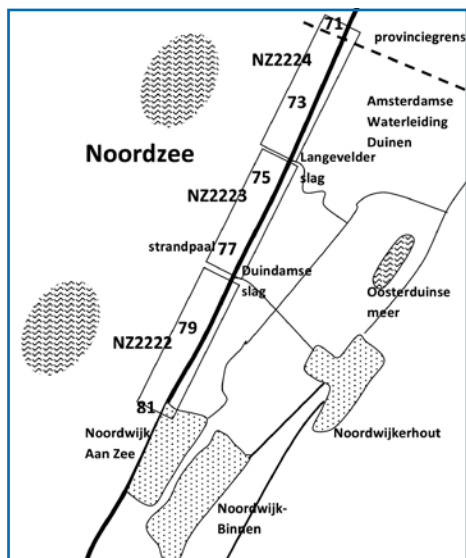 71
provinciegrens
NZ2224
73
Amsterdamse
Waterleiding
Duinen
Noordzee
Langevelder
slag
75
NZ2223
strandpaal
77
Duindamse
slag
Oosterduinse
meer
79
NZ2222
81
Noordwijk
Aan Zee
Noordwijkerhout
Noordwijk-
Binnen